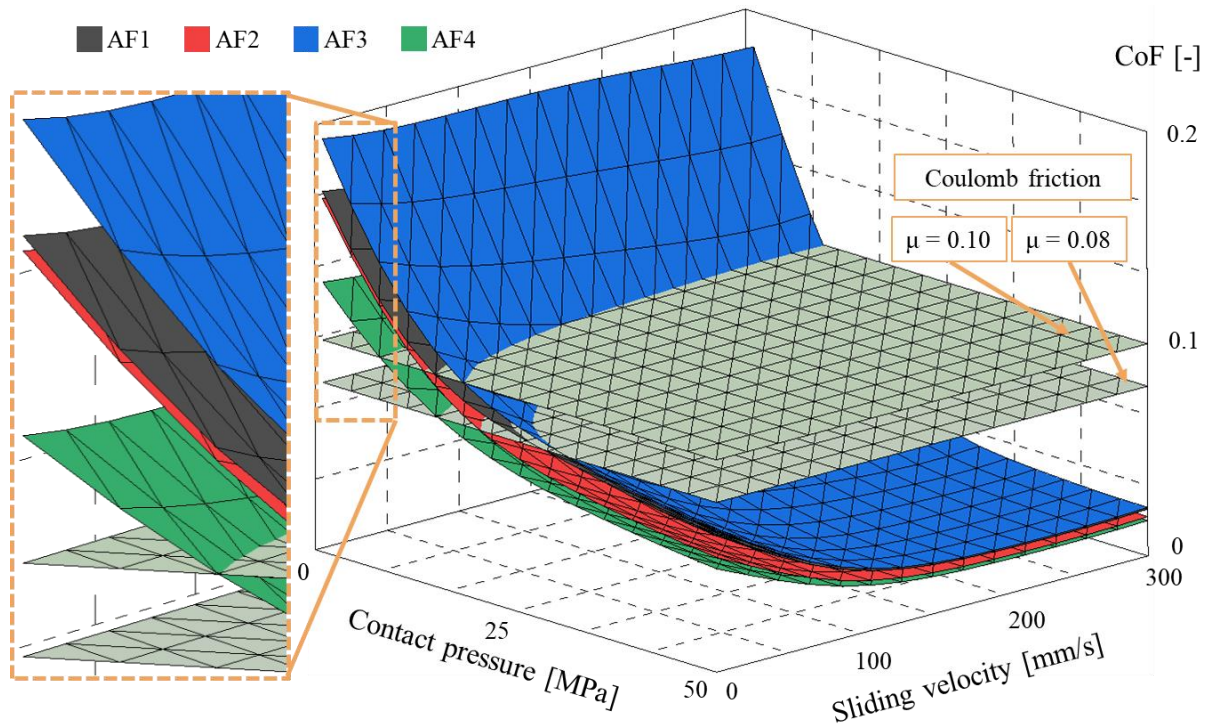 AF1 AF2 AF3 AF4
CoF [-]
0.2
Coulomb friction
μ = 0.10 μ = 0.08
0.1
0
0
300
200
25
100
Contact pressure [MPa]
50 0
Sliding velocity [mm/s]